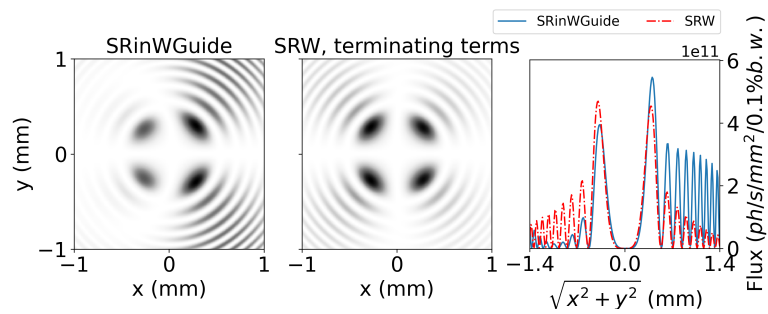 SRinWGuide SRW
SRinWGuide SRW, terminating terms 1e11
1
0
−1
y (mm)
−1 0 1
x (mm)
−1 0 1
x (mm)
6
4
2
0
−1.4 0.0 1.4
√x² + y² (mm)
Flux (ph/s/mm²/0.1%b.w.)